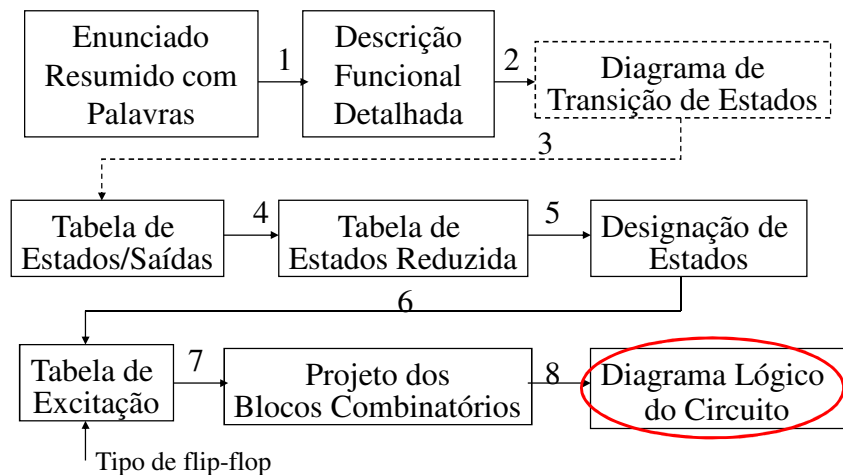 Enunciado
Resumido com
Palavras
1
Descrição
Funcional
Detalhada
2
Diagrama de
Transição de Estados
3
Tabela de
Estados/Saídas
4
Tabela de
Estados Reduzida
5
Designação de
Estados
6
Tabela de
Excitação
7
Projeto dos
Blocos Combinatórios
8
Diagrama Lógico
do Circuito
Tipo de flip-flop